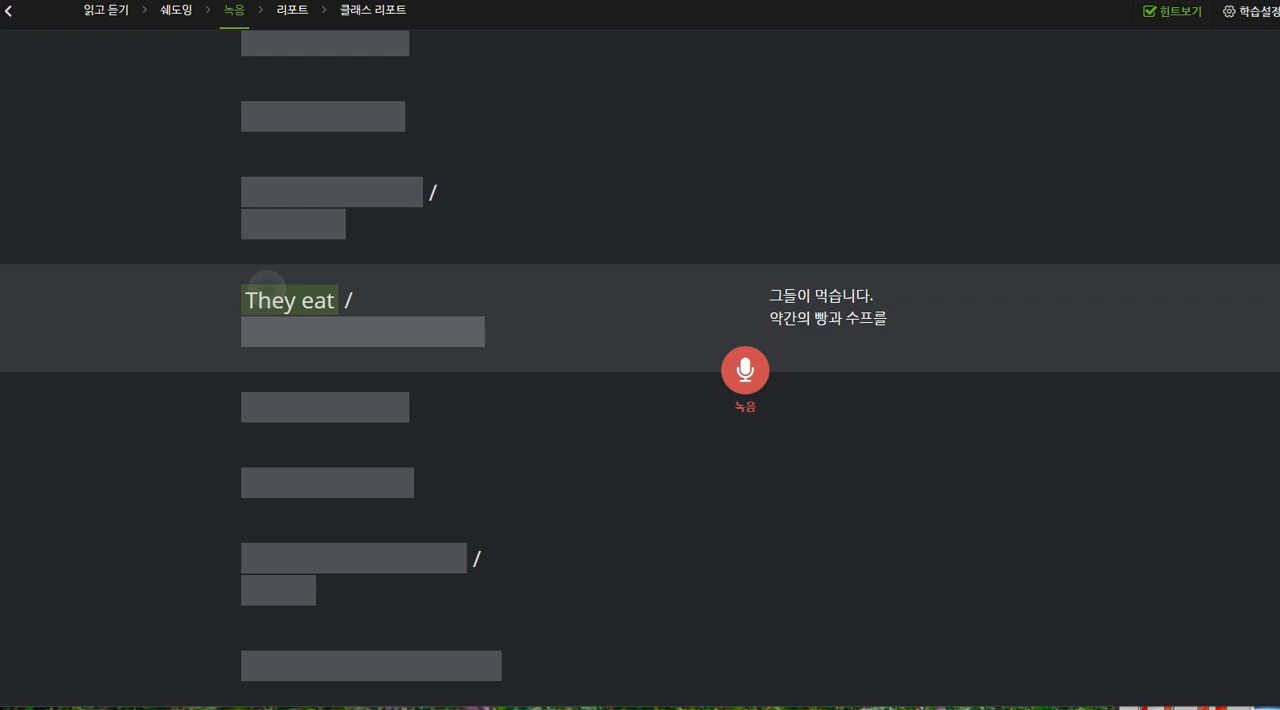 읽고 듣기 > 쉐도잉 > 녹음 > 리포트 > 클래스 리포트
힌트보기
학습설정
/
They eat /
그들이 먹습니다.
약간의 빵과 수프를
녹음
/